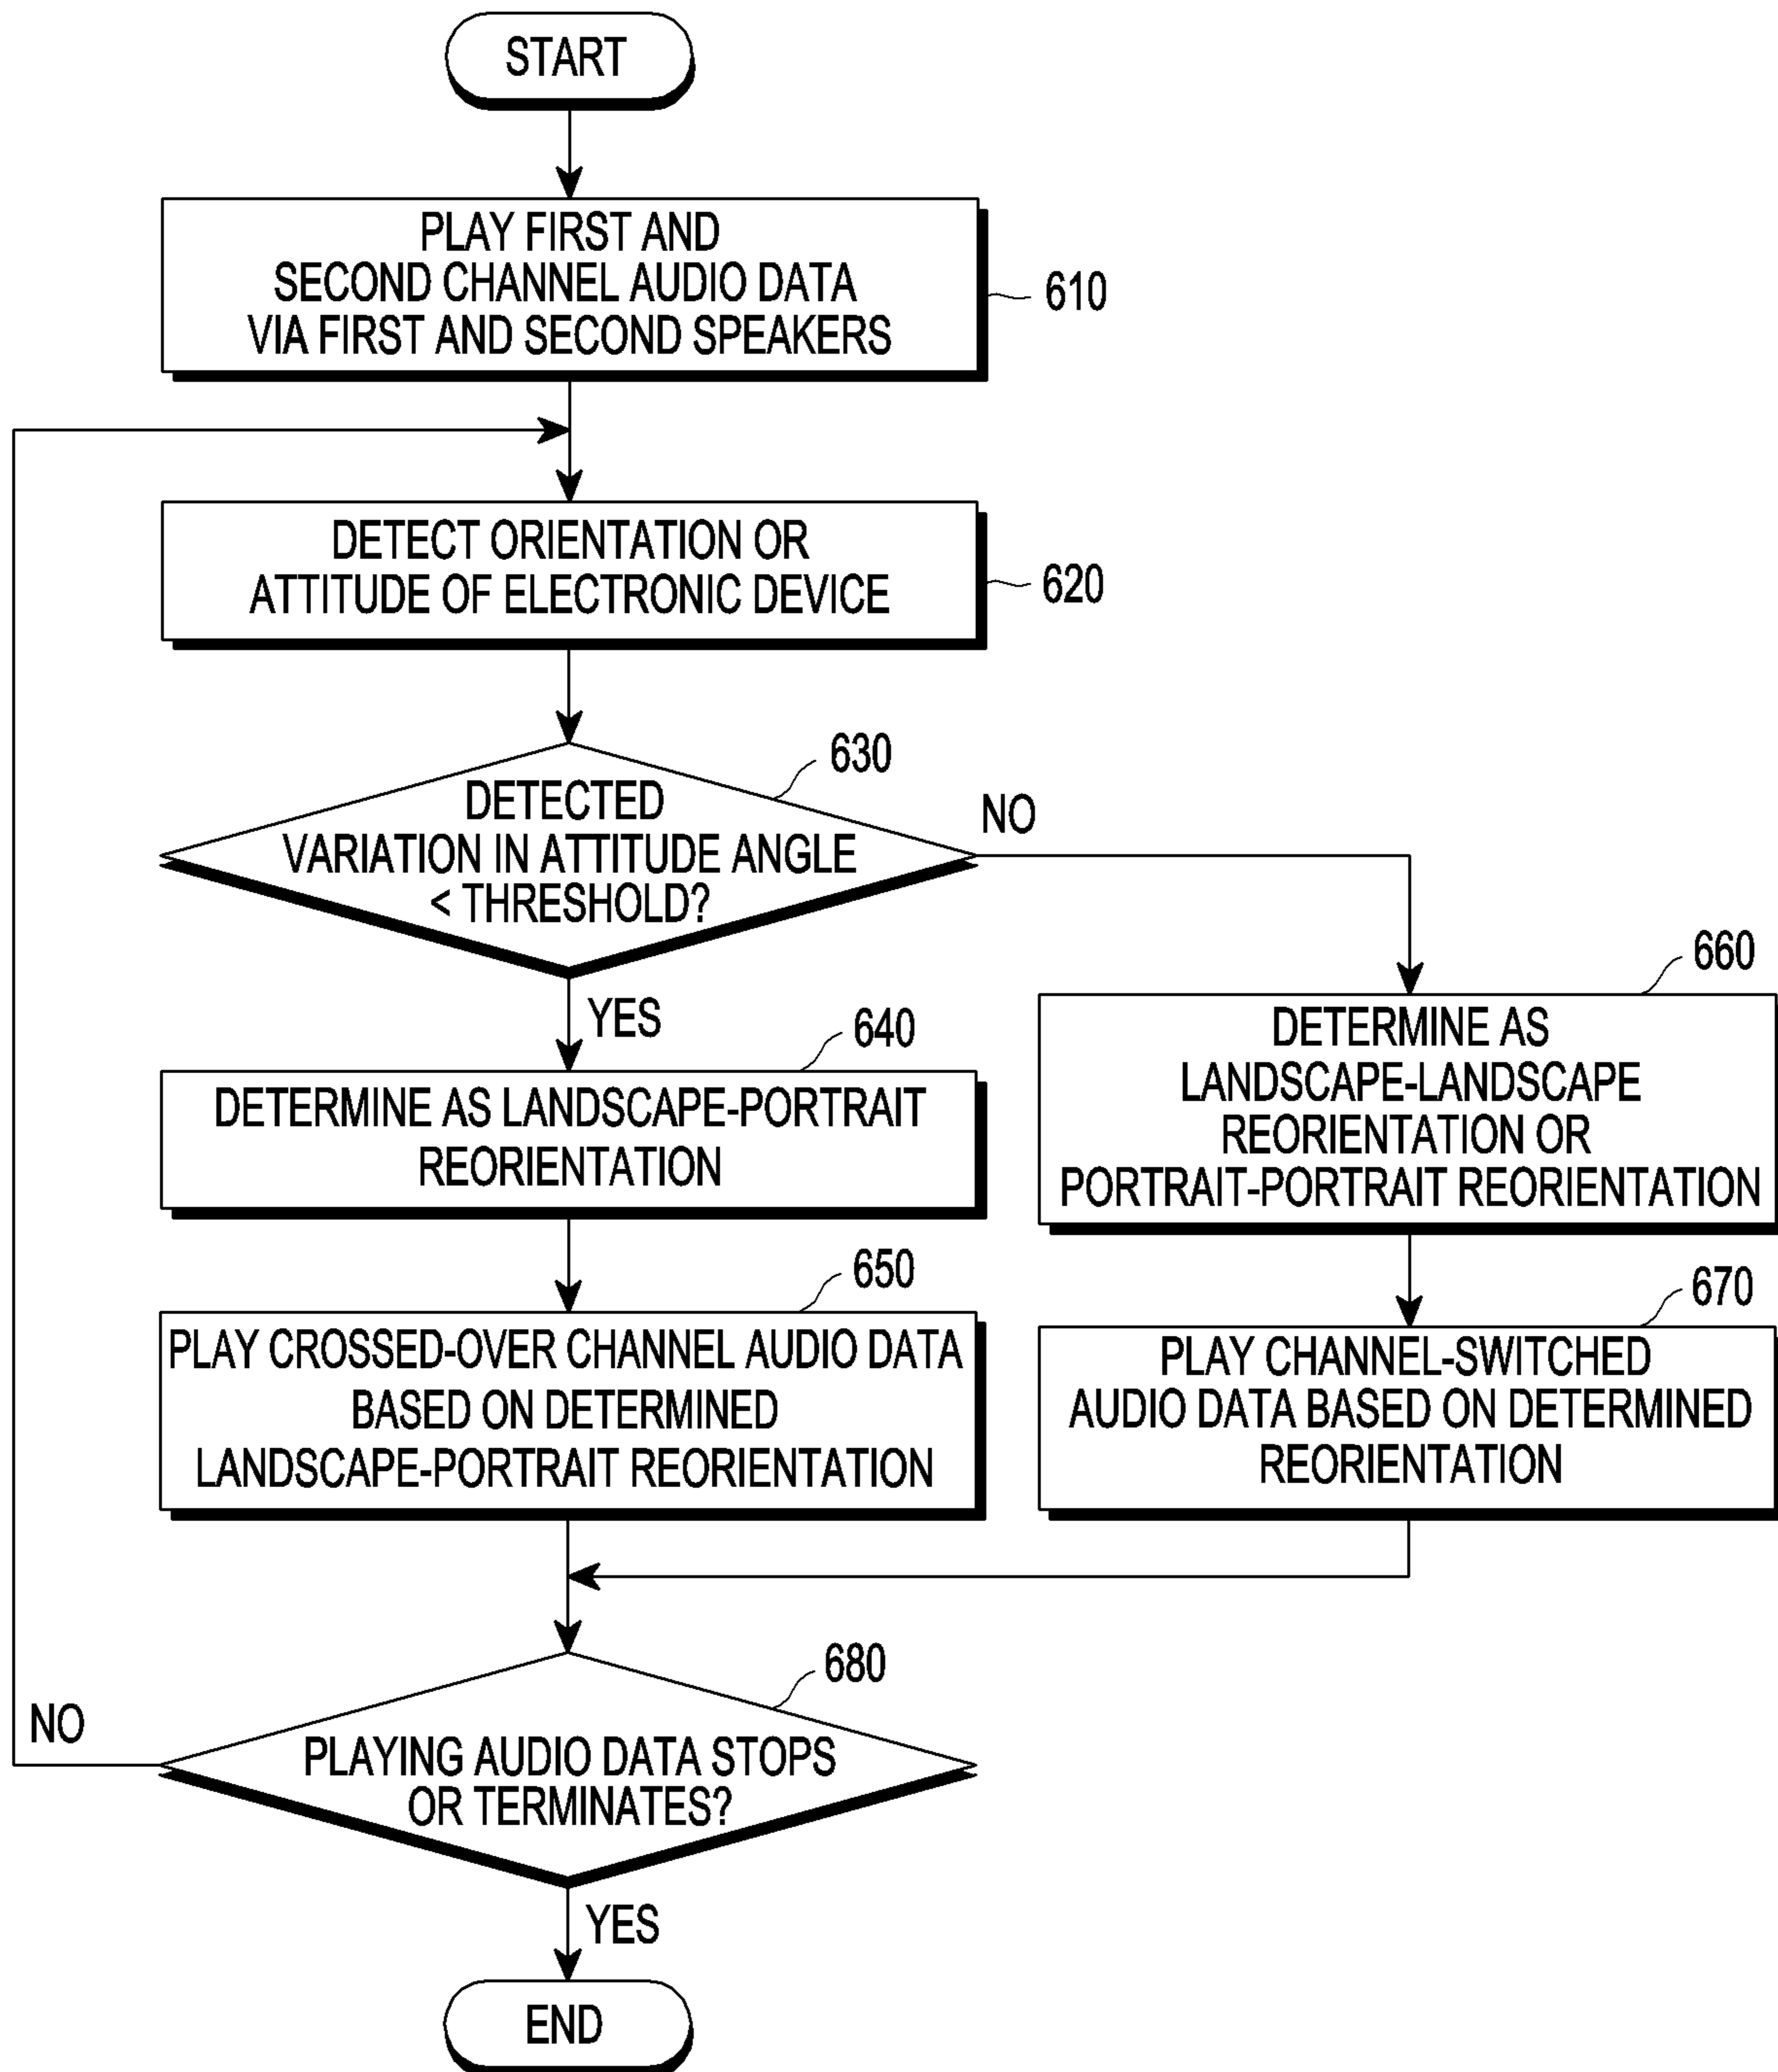 START
PLAY FIRST AND
SECOND CHANNEL AUDIO DATA
VIA FIRST AND SECOND SPEAKERS
610
DETECT ORIENTATION OR
ATTITUDE OF ELECTRONIC DEVICE
620
630
DETECTED
VARIATION IN ATTITUDE ANGLE
< THRESHOLD?
NO
YES
640
DETERMINE AS LANDSCAPE-PORTRAIT
REORIENTATION
660
DETERMINE AS
LANDSCAPE-LANDSCAPE
REORIENTATION OR
PORTRAIT-PORTRAIT REORIENTATION
650
PLAY CROSSED-OVER CHANNEL AUDIO DATA
BASED ON DETERMINED
LANDSCAPE-PORTRAIT REORIENTATION
670
PLAY CHANNEL-SWITCHED
AUDIO DATA BASED ON DETERMINED
REORIENTATION
680
PLAYING AUDIO DATA STOPS
OR TERMINATES?
NO
YES
END